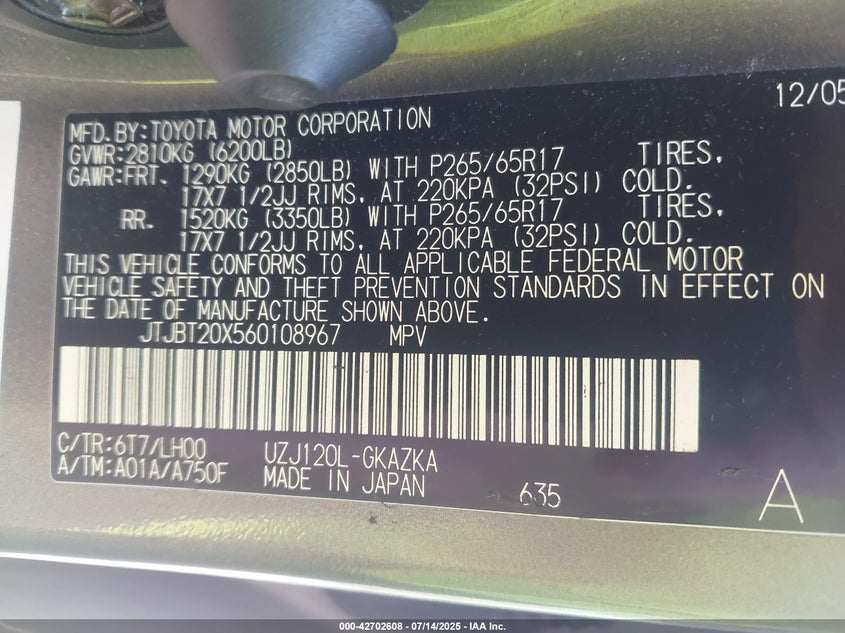 12/05
MFD.BY:TOYOTA MOTOR CORPORATION
GVWR:2810KG (6200LB)
GAWR:FRT. 1290KG (2850LB) WITH P265/65R17 TIRES,
17X7 1/2JJ RIMS, AT 220KPA (32PSI) COLD.
RR. 1520KG (3350LB) WITH P265/65R17 TIRES,
17X7 1/2JJ RIMS, AT 220KPA (32PSI) COLD.
THIS VEHICLE CONFORMS TO ALL APPLICABLE FEDERAL MOTOR
VEHICLE SAFETY AND THEFT PREVENTION STANDARDS IN EFFECT ON
THE DATE OF MANUFACTURE SHOWN ABOVE.
JTJBT20X560108967 MPV
C/TR:6T7/LH00 UZJ120L-GKAZKA
A/TM:A01A/A750F MADE IN JAPAN 635 A
000-42702608 - 07/14/2025 - IAA Inc.